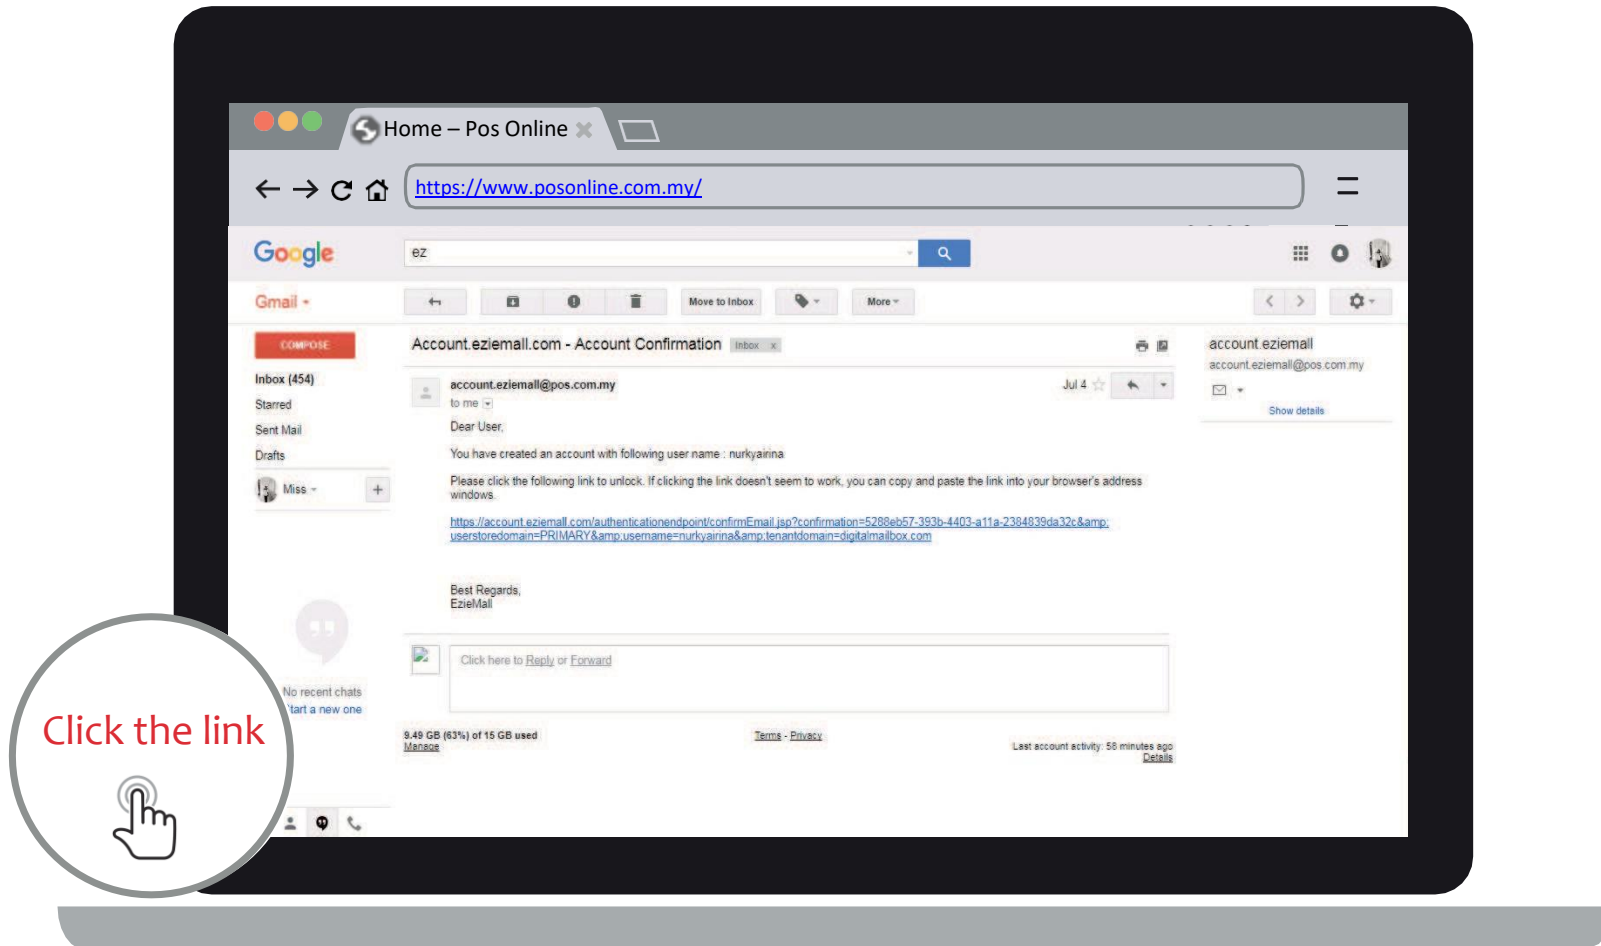 Home – Pos Online
https://www.posonline.com.my/
Google
ez
Gmail
Move to Inbox
More
COMPOSE
Inbox (454)
Starred
Sent Mail
Drafts
Miss
Account.eziemall.com - Account Confirmation Inbox x
account.eziemall@pos.com.my
to me
Jul 4
Dear User,
You have created an account with following user name : nurkyairina
Please click the following link to unlock. If clicking the link doesn't seem to work, you can copy and paste the link into your browser's address
windows.
https://account.eziemall.com/authenticationendpoint/confirmEmail.jsp?confirmation=5288eb57-393b-4403-a11a-2384839da32c&amp;
userstoredomain=PRIMARY&amp;username=nurkyairina&amp;tenantdomain=digitalmailbox.com
Best Regards,
EzieMall
account.eziemall
account.eziemall@pos.com.my
Show details
Click here to Reply or Forward
No recent chats
tart a new one
9.49 GB (63%) of 15 GB used
Manage
Terms - Privacy
Last account activity: 58 minutes ago
Details
Click the link